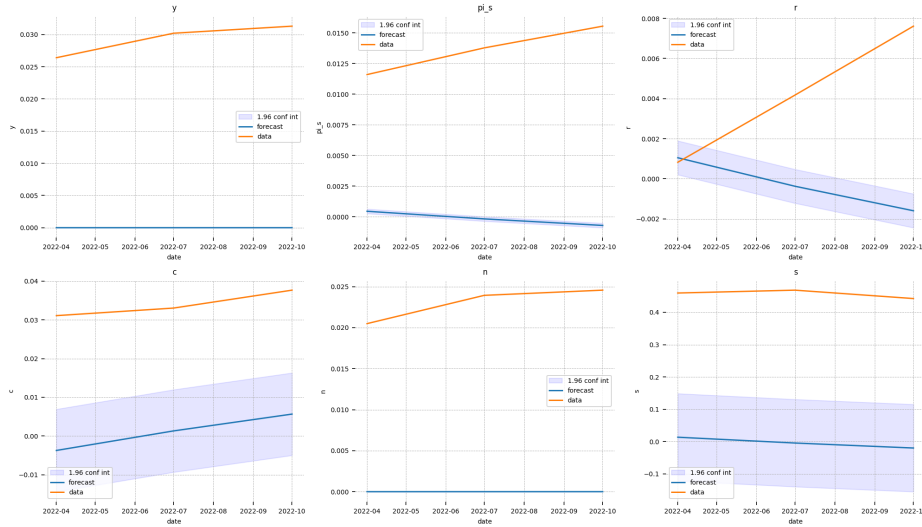 y
0.030
0.025
0.020
0.015
0.010
0.005
0.000
y
1.96 conf int
forecast
data
2022-04 2022-05 2022-06 2022-07 2022-08 2022-09 2022-10
date
pi_s
0.0150
0.0125
0.0100
0.0075
0.0050
0.0025
0.0000
pi_s
1.96 conf int
forecast
data
2022-04 2022-05 2022-06 2022-07 2022-08 2022-09 2022-10
date
r
0.008
0.006
0.004
0.002
0.000
−0.002
r
1.96 conf int
forecast
data
2022-04 2022-05 2022-06 2022-07 2022-08 2022-09 2022-1
date
c
0.04
0.03
0.02
0.01
0.00
−0.01
c
1.96 conf int
forecast
data
2022-04 2022-05 2022-06 2022-07 2022-08 2022-09 2022-10
date
n
0.025
0.020
0.015
0.010
0.005
0.000
n
1.96 conf int
forecast
data
2022-04 2022-05 2022-06 2022-07 2022-08 2022-09 2022-10
date
s
0.4
0.3
0.2
0.1
0.0
−0.1
s
1.96 conf int
forecast
data
2022-04 2022-05 2022-06 2022-07 2022-08 2022-09 2022-1
date